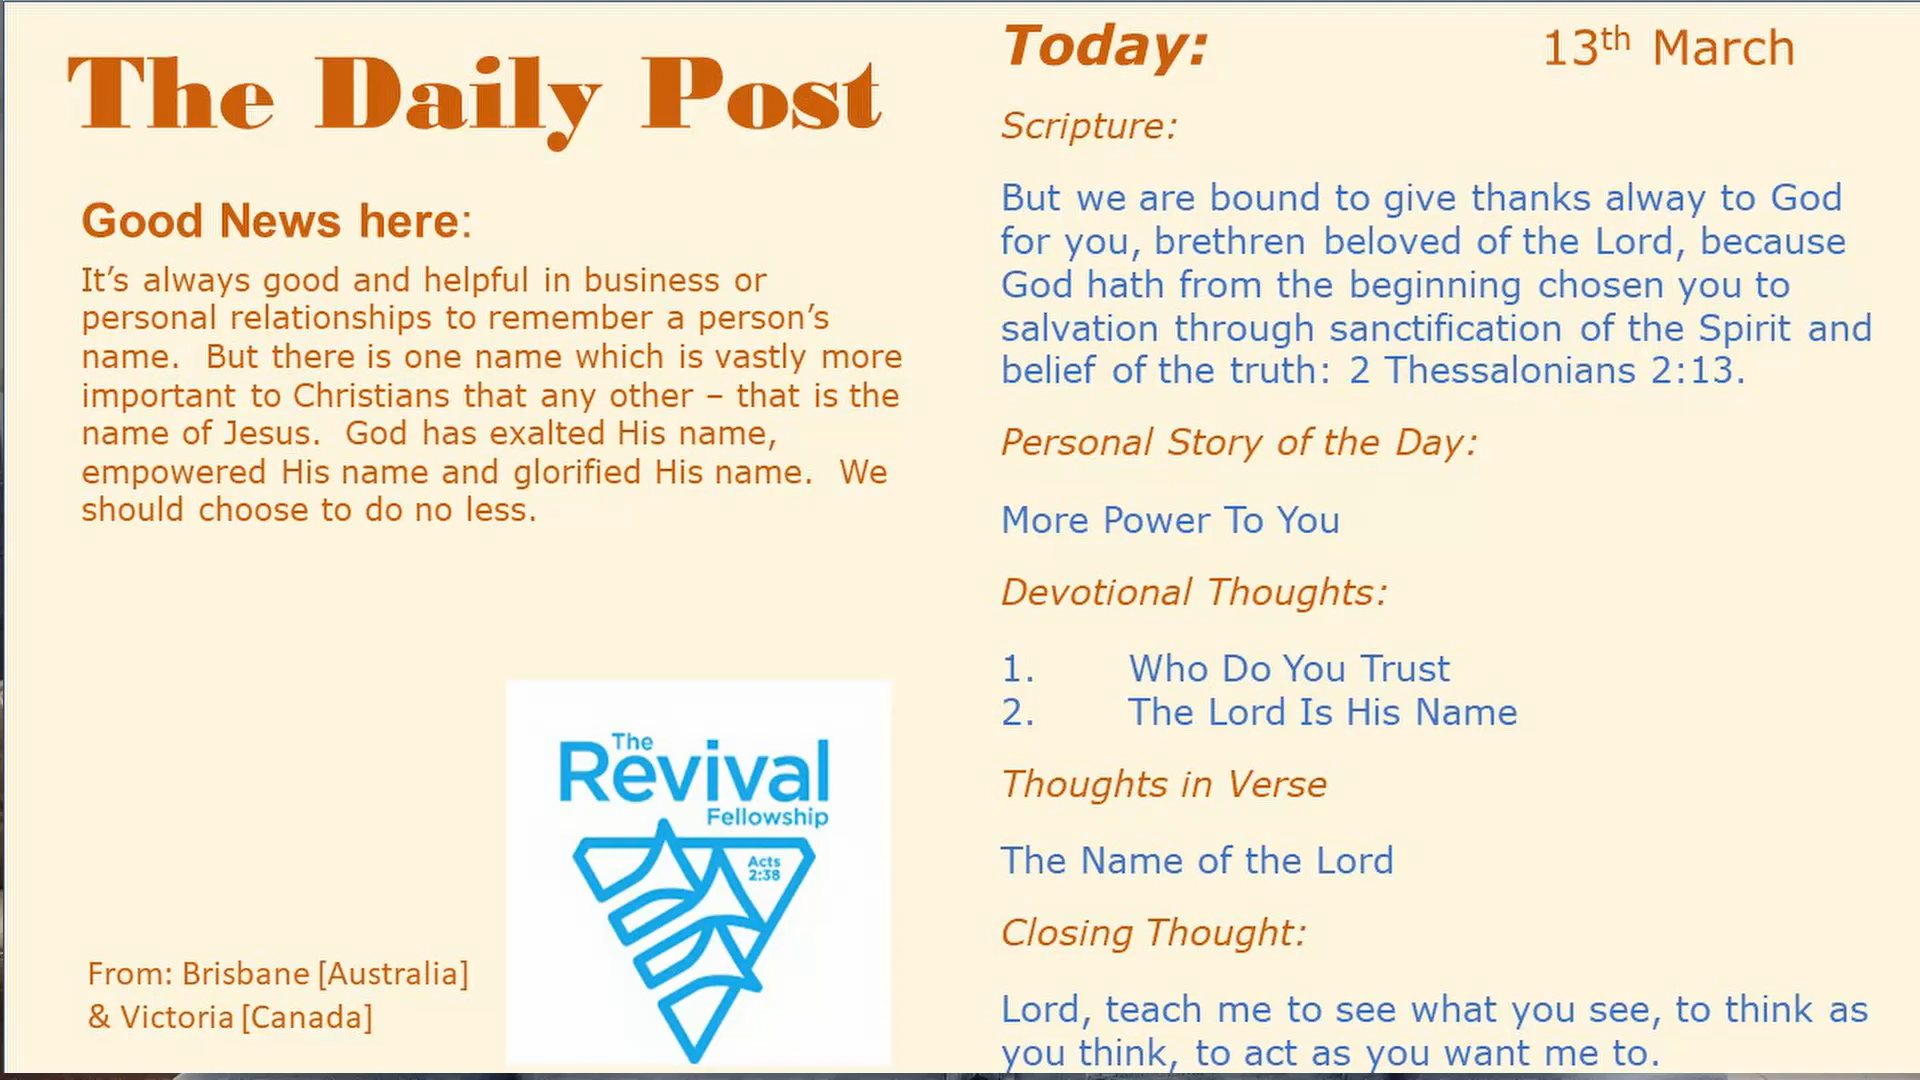 The Daily Post
Good News here:
It’s always good and helpful in business or
personal relationships to remember a person’s
name.  But there is one name which is vastly more
important to Christians that any other – that is the
name of Jesus.  God has exalted His name,
empowered His name and glorified His name.  We
should choose to do no less.
The
Revival
Fellowship
Acts
2:38
From: Brisbane [Australia]
& Victoria [Canada]
Today: 13th March
Scripture:
But we are bound to give thanks alway to God
for you, brethren beloved of the Lord, because
God hath from the beginning chosen you to
salvation through sanctification of the Spirit and
belief of the truth: 2 Thessalonians 2:13.
Personal Story of the Day:
More Power To You
Devotional Thoughts:
1. Who Do You Trust
2. The Lord Is His Name
Thoughts in Verse
The Name of the Lord
Closing Thought:
Lord, teach me to see what you see, to think as
you think, to act as you want me to.